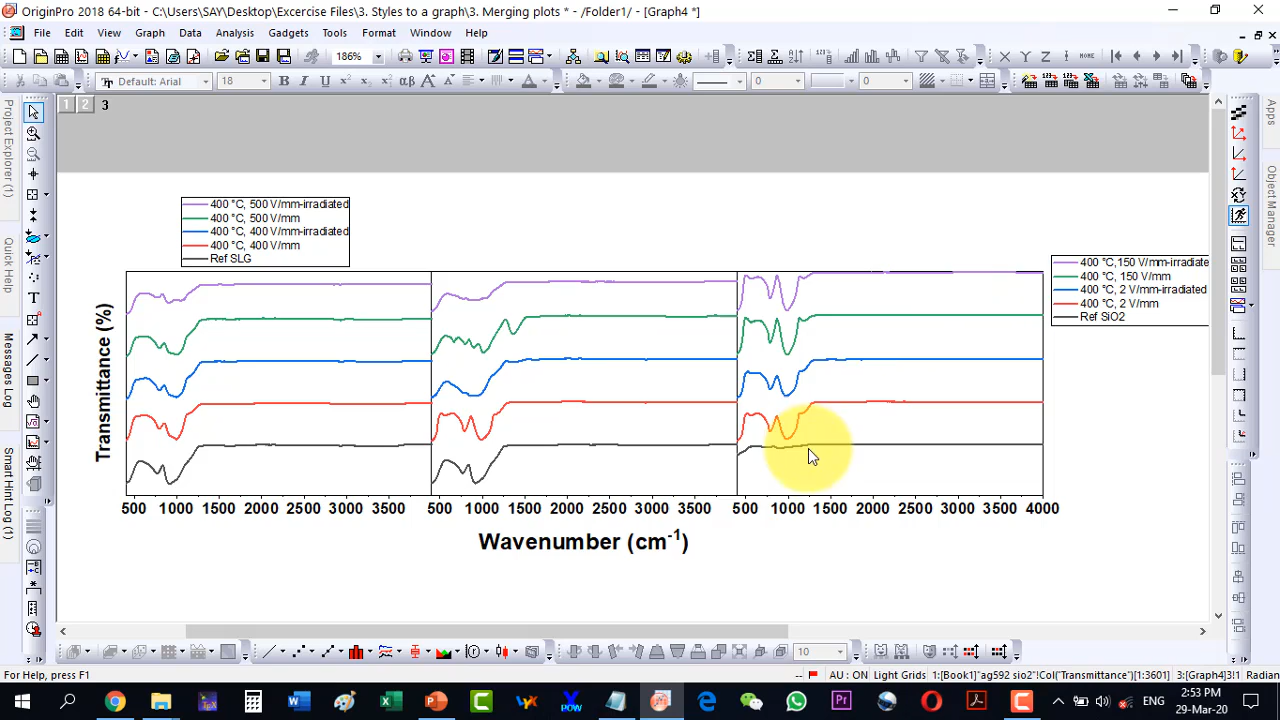 OriginPro 2018 64-bit - C:\Users\SAY\Desktop\Excercise Files\3. Styles to a graph\3. Merging plots * - /Folder1/ - [Graph4 *]
File Edit View Graph Data Analysis Gadgets Tools Format Window Help
186%
Default: Arial 18 B I U αβ A A 0 0
1 2 3
Project Explorer (1)
Quick Help
Messages Log
Smart Hint Log (1)
Apps
Object Manager
400 °C, 500 V/mm-irradiated
400 °C, 500 V/mm
400 °C, 400 V/mm-irradiated
400 °C, 400 V/mm
Ref SLG
400 °C,150 V/mm-irradiate
400 °C, 150 V/mm
400 °C, 2 V/mm-irradiated
400 °C, 2 V/mm
Ref SiO2
Transmittance (%)
500 1000 1500 2000 2500 3000 3500 500 1000 1500 2000 2500 3000 3500 500 1000 1500 2000 2500 3000 3500 4000
Wavenumber (cm⁻¹)
10
For Help, press F1
-- AU : ON Light Grids 1:[Book1]"ag592 sio2"!Col("Transmittance")[1:3601] 3:[Graph4]3!1 Radian
ENG
2:53 PM
29-Mar-20